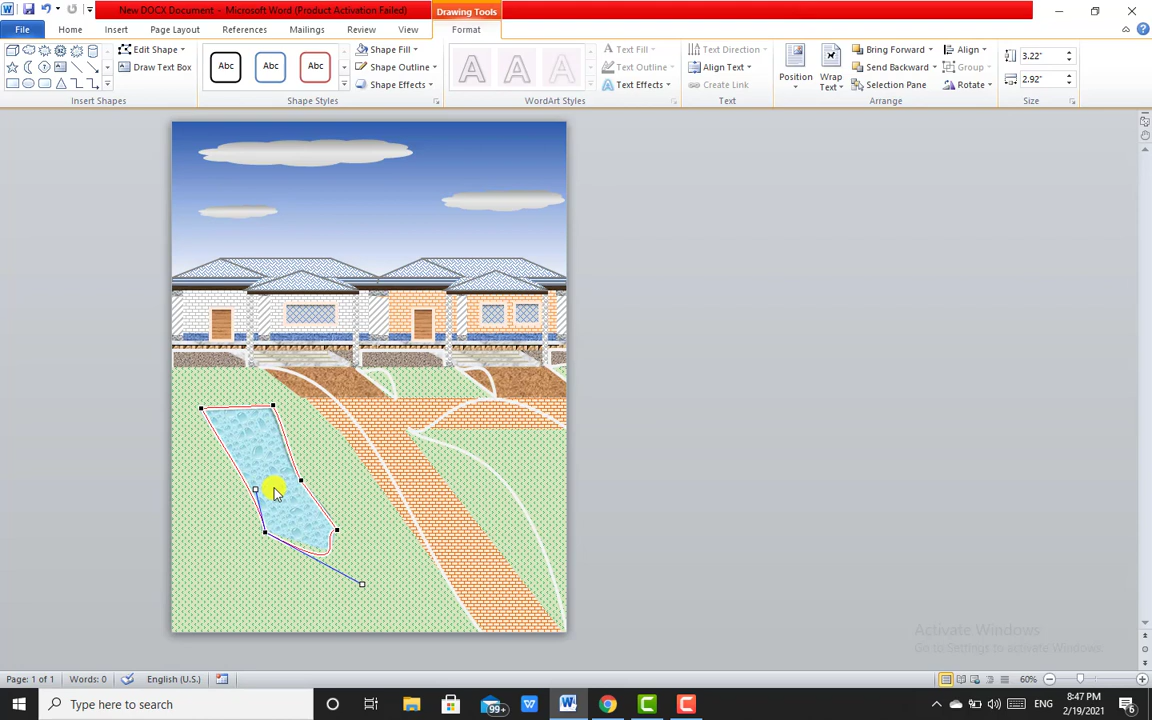 New DOCX Document - Microsoft Word (Product Activation Failed)
Drawing Tools
File Home Insert Page Layout References Mailings Review View Format
Edit Shape
Draw Text Box
Insert Shapes
Abc Abc Abc
Shape Fill
Shape Outline
Shape Effects
Shape Styles
A A A
Text Fill
Text Outline
Text Effects
WordArt Styles
Text Direction
Align Text
Create Link
Text
Position
Wrap Text
Bring Forward
Send Backward
Selection Pane
Align
Group
Rotate
Arrange
3.22"
2.92"
Size
Activate Windows
Go to Settings to activate Windows.
Page: 1 of 1 Words: 0 English (U.S.) 60%
Type here to search
99+
ENG
8:47 PM
2/19/2021
6